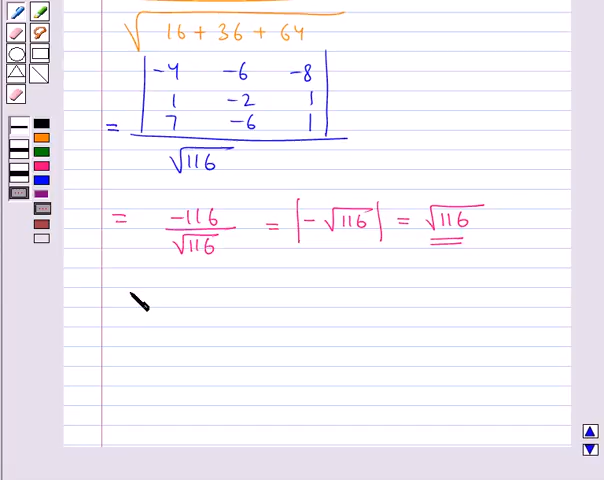 √16 + 36 + 64
| -4 -6 -8 |
| 1 -2 1 |
= | 7 -6 1 |
√116
= -116 / √116 = |- √116| = √116